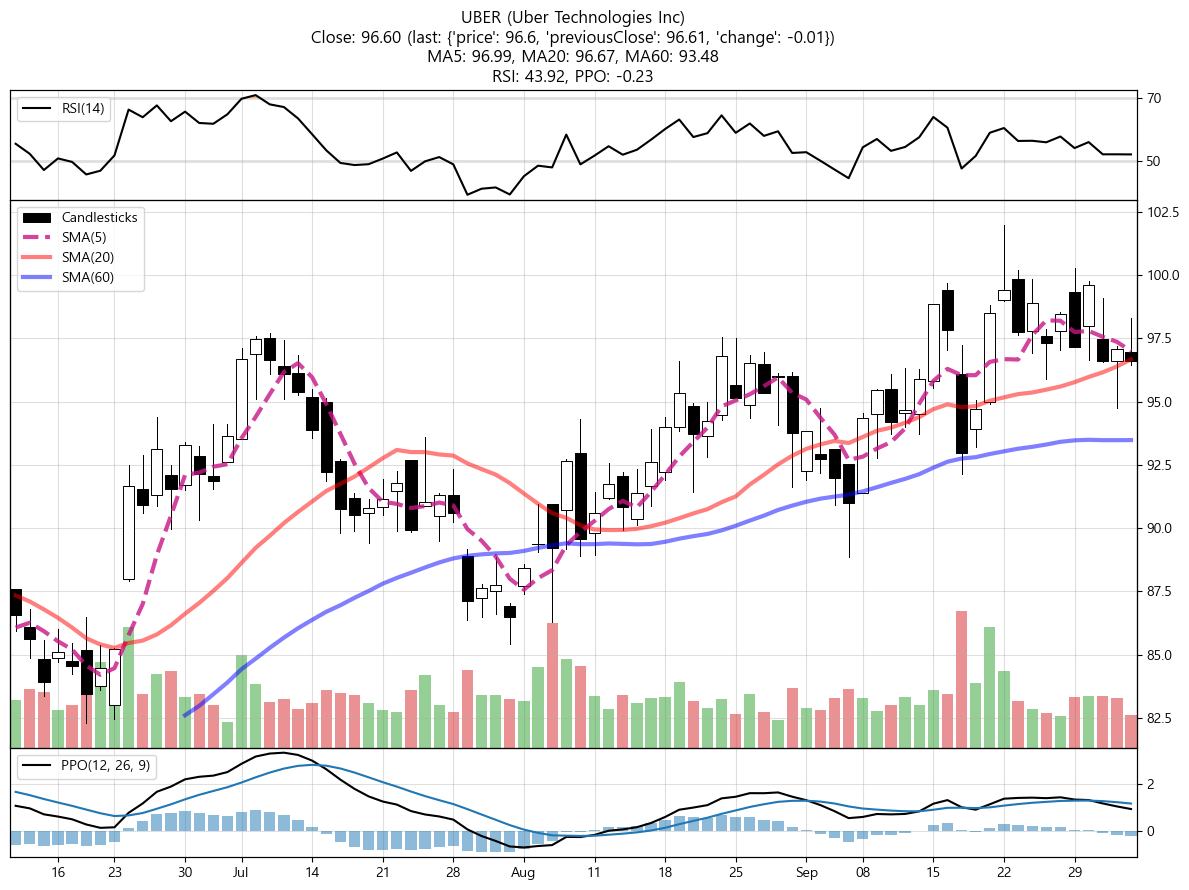 UBER (Uber Technologies Inc)
Close: 96.60 (last: {'price': 96.6, 'previousClose': 96.61, 'change': -0.01})
MA5: 96.99, MA20: 96.67, MA60: 93.48
RSI: 43.92, PPO: -0.23
RSI(14)
70
50
Candlesticks
SMA(5)
SMA(20)
SMA(60)
102.5
100.0
97.5
95.0
92.5
90.0
87.5
85.0
82.5
PPO(12, 26, 9)
2
0
16 23 30 Jul 14 21 28 Aug 11 18 25 Sep 08 15 22 29